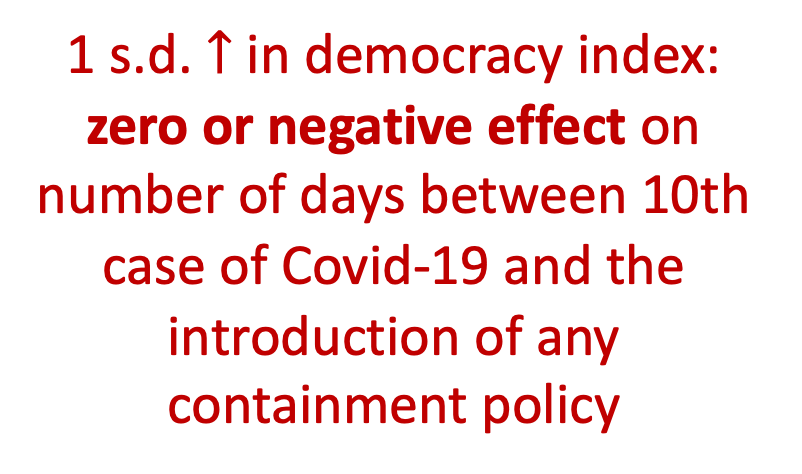 1 s.d. ↑ in democracy index:
zero or negative effect on
number of days between 10th
case of Covid-19 and the
introduction of any
containment policy